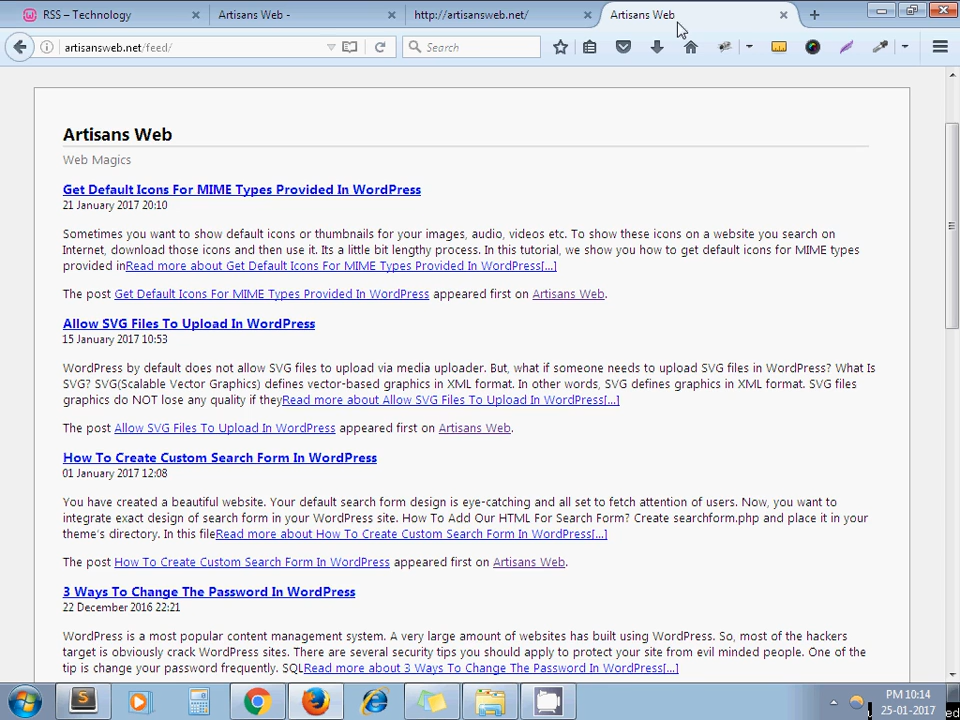 RSS – Technology
Artisans Web -
http://artisansweb.net/
Artisans Web
artisansweb.net/feed/
Search
Artisans Web
Web Magics
Get Default Icons For MIME Types Provided In WordPress
21 January 2017 20:10
Sometimes you want to show default icons or thumbnails for your images, audio, videos etc. To show these icons on a website you search on
Internet, download those icons and then use it. Its a little bit lengthy process. In this tutorial, we show you how to get default icons for MIME types
provided inRead more about Get Default Icons For MIME Types Provided In WordPress[...]
The post Get Default Icons For MIME Types Provided In WordPress appeared first on Artisans Web.
Allow SVG Files To Upload In WordPress
15 January 2017 10:53
WordPress by default does not allow SVG files to upload via media uploader. But, what if someone needs to upload SVG files in WordPress? What Is
SVG? SVG(Scalable Vector Graphics) defines vector-based graphics in XML format. In other words, SVG defines graphics in XML format. SVG files
graphics do NOT lose any quality if theyRead more about Allow SVG Files To Upload In WordPress[...]
The post Allow SVG Files To Upload In WordPress appeared first on Artisans Web.
How To Create Custom Search Form In WordPress
01 January 2017 12:08
You have created a beautiful website. Your default search form design is eye-catching and all set to fetch attention of users. Now, you want to
integrate exact design of search form in your WordPress site. How To Add Our HTML For Search Form? Create searchform.php and place it in your
theme's directory. In this fileRead more about How To Create Custom Search Form In WordPress[...]
The post How To Create Custom Search Form In WordPress appeared first on Artisans Web.
3 Ways To Change The Password In WordPress
22 December 2016 22:21
WordPress is a most popular content management system. A very large amount of websites has built using WordPress. So, most of the hackers
target is obviously crack WordPress sites. There are several security tips you should apply to protect your site from evil minded people. One of the
tip is change your password frequently. SQLRead more about 3 Ways To Change The Password In WordPress[...]
PM 10:14
25-01-2017